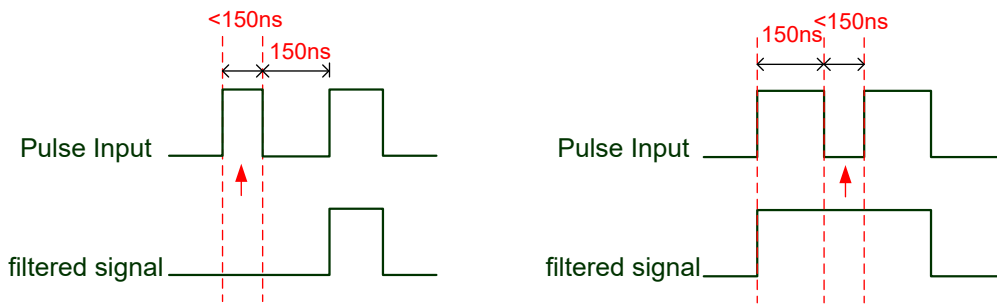 <150ns
150ns
Pulse Input
filtered signal
<150ns
150ns
Pulse Input
filtered signal